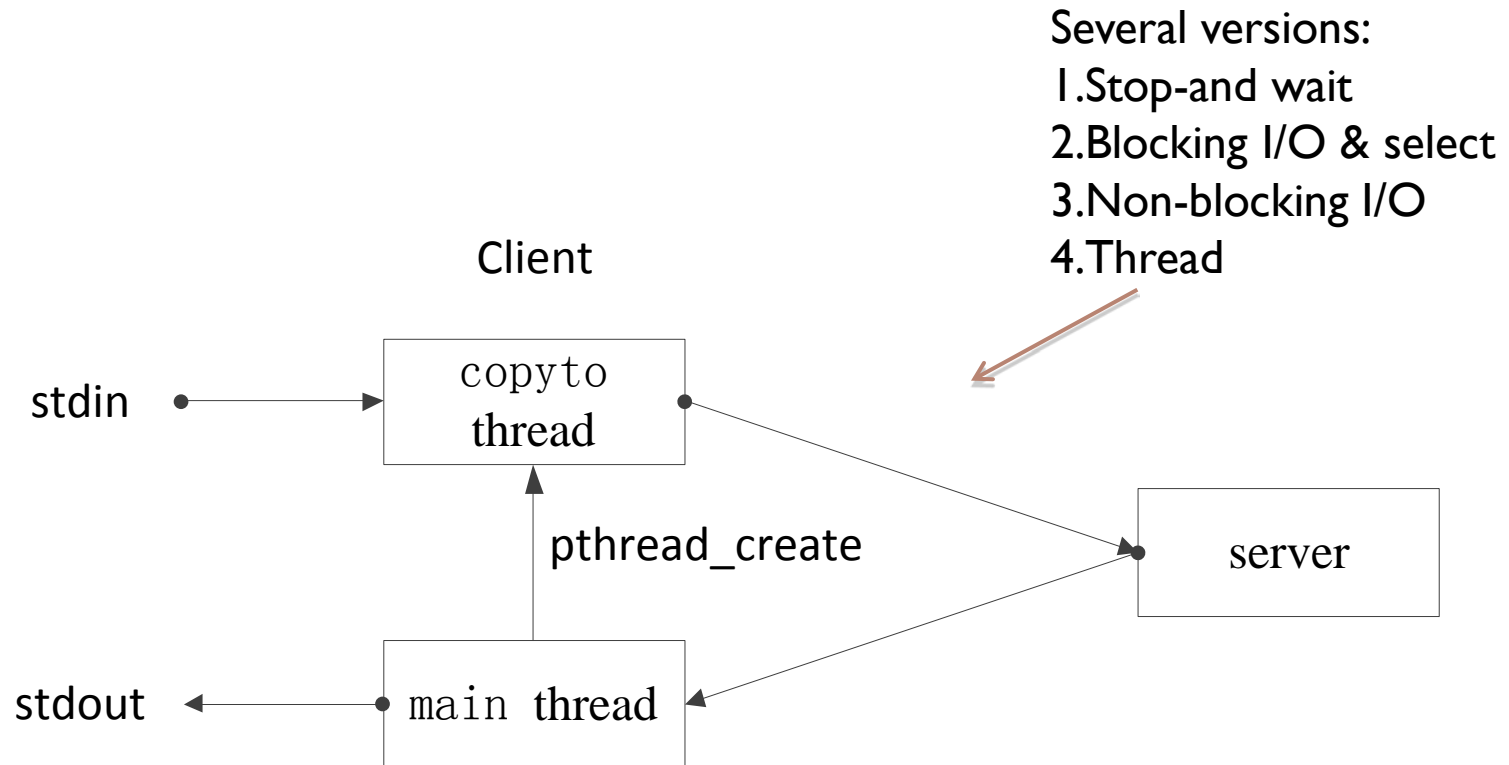 Several versions:
1.Stop-and wait
2.Blocking I/O & select
3.Non-blocking I/O
4.Thread
Client
stdin
copyto
thread
pthread_create
server
stdout
main thread